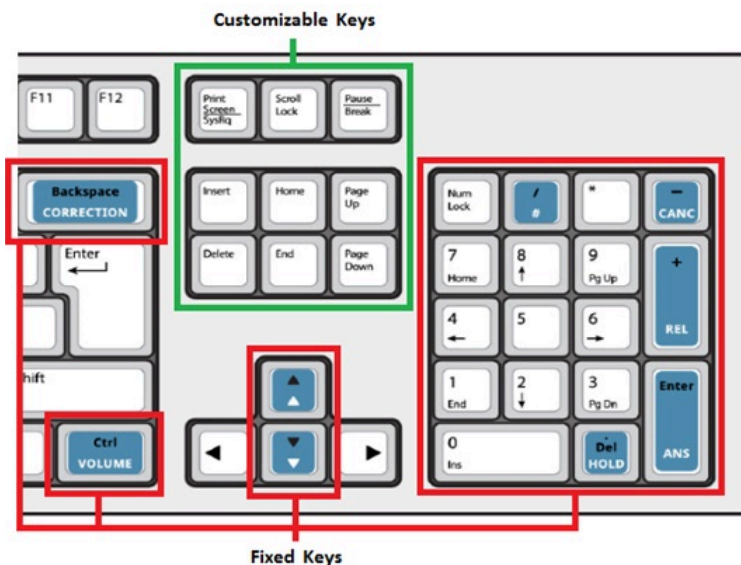 Customizable Keys
F11 F12
Print Screen SysRq
Scroll Lock
Pause Break
Backspace
CORRECTION
Insert
Home
Page Up
Num Lock
/
#
*
−
CANC
Enter
Delete
End
Page Down
7
Home
8
↑
9
Pg Up
+
REL
4
←
5
6
→
hift
▲
△
1
End
2
↓
3
Pg Dn
Enter
ANS
Ctrl
VOLUME
◀
▼
▽
▶
0
Ins
.
Del
HOLD
Fixed Keys